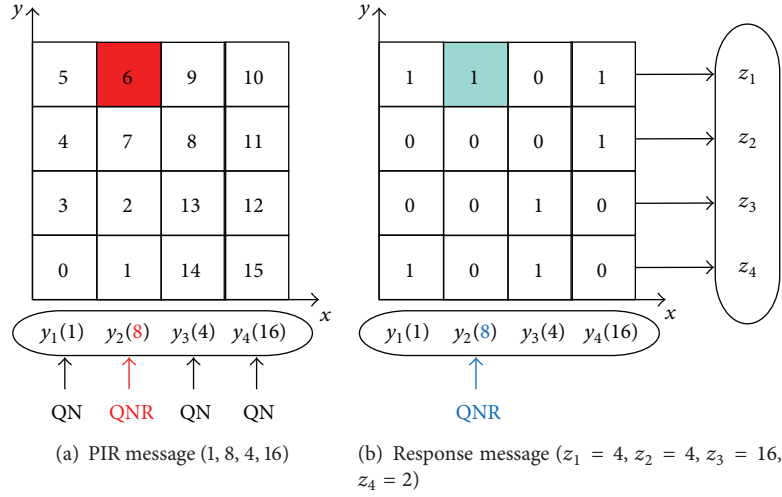 y
5 6 9 10
4 7 8 11
3 2 13 12
0 1 14 15
x
y1(1) y2(8) y3(4) y4(16)
QN QNR QN QN
(a) PIR message (1, 8, 4, 16)
y
1 1 0 1 z1
0 0 0 1 z2
0 0 1 0 z3
1 0 1 0 z4
x
y1(1) y2(8) y3(4) y4(16)
QNR
(b) Response message (z1 = 4, z2 = 4, z3 = 16,
z4 = 2)